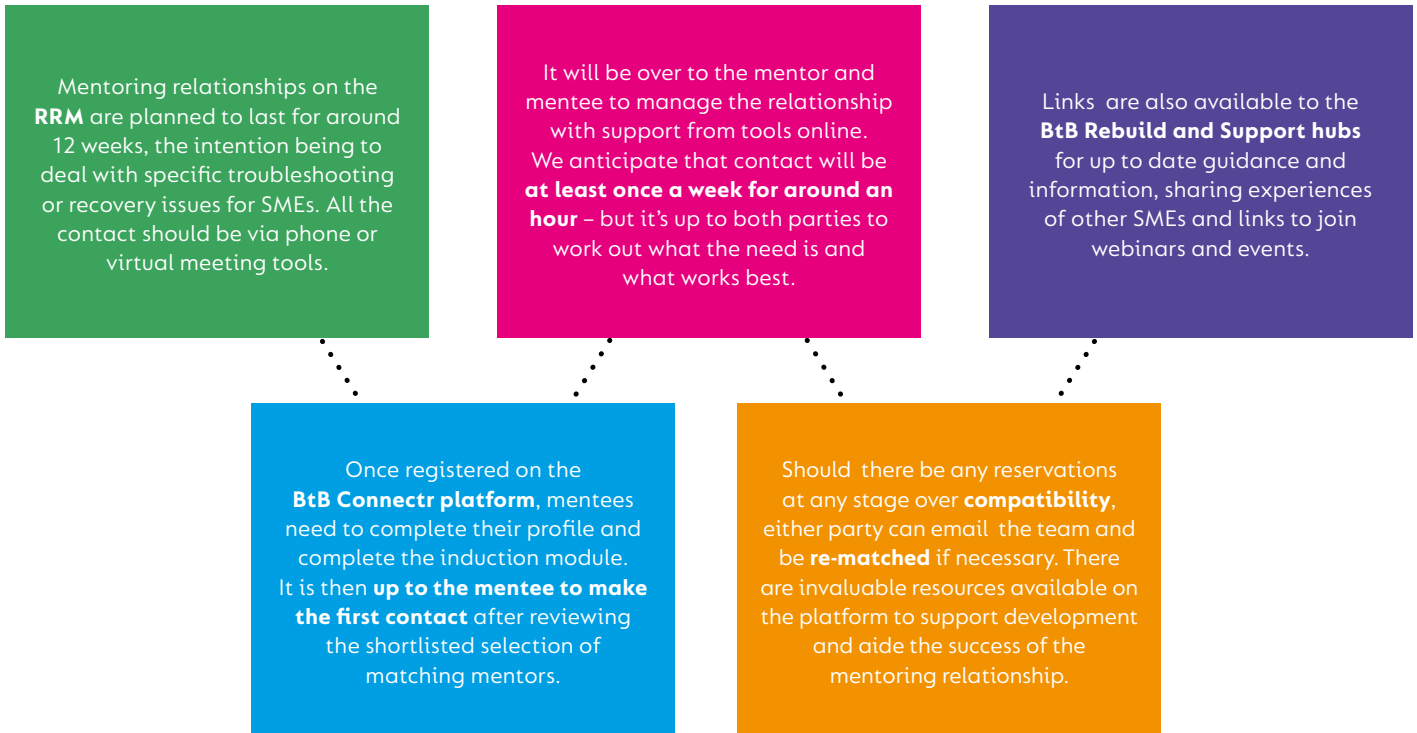 Mentoring relationships on the
RRM are planned to last for around
12 weeks, the intention being to
deal with specific troubleshooting
or recovery issues for SMEs. All the
contact should be via phone or
virtual meeting tools.
Once registered on the
BtB Connectr platform, mentees
need to complete their profile and
complete the induction module.
It is then up to the mentee to make
the first contact after reviewing
the shortlisted selection of
matching mentors.
It will be over to the mentor and
mentee to manage the relationship
with support from tools online.
We anticipate that contact will be
at least once a week for around an
hour – but it's up to both parties to
work out what the need is and
what works best.
Should there be any reservations
at any stage over compatibility,
either party can email the team and
be re-matched if necessary. There
are invaluable resources available on
the platform to support development
and aide the success of the
mentoring relationship.
Links are also available to the
BtB Rebuild and Support hubs
for up to date guidance and
information, sharing experiences
of other SMEs and links to join
webinars and events.